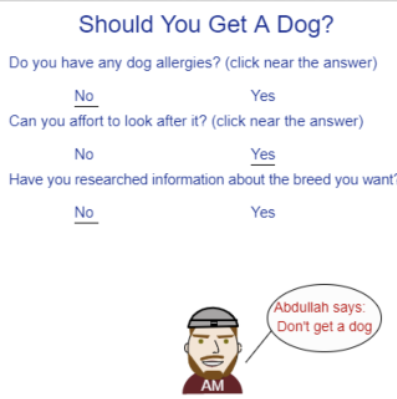 Should You Get A Dog?
Do you have any dog allergies? (click near the answer)
No Yes
Can you affort to look after it? (click near the answer)
No Yes
Have you researched information about the breed you want?
No Yes
Abdullah says:
Don't get a dog
AM